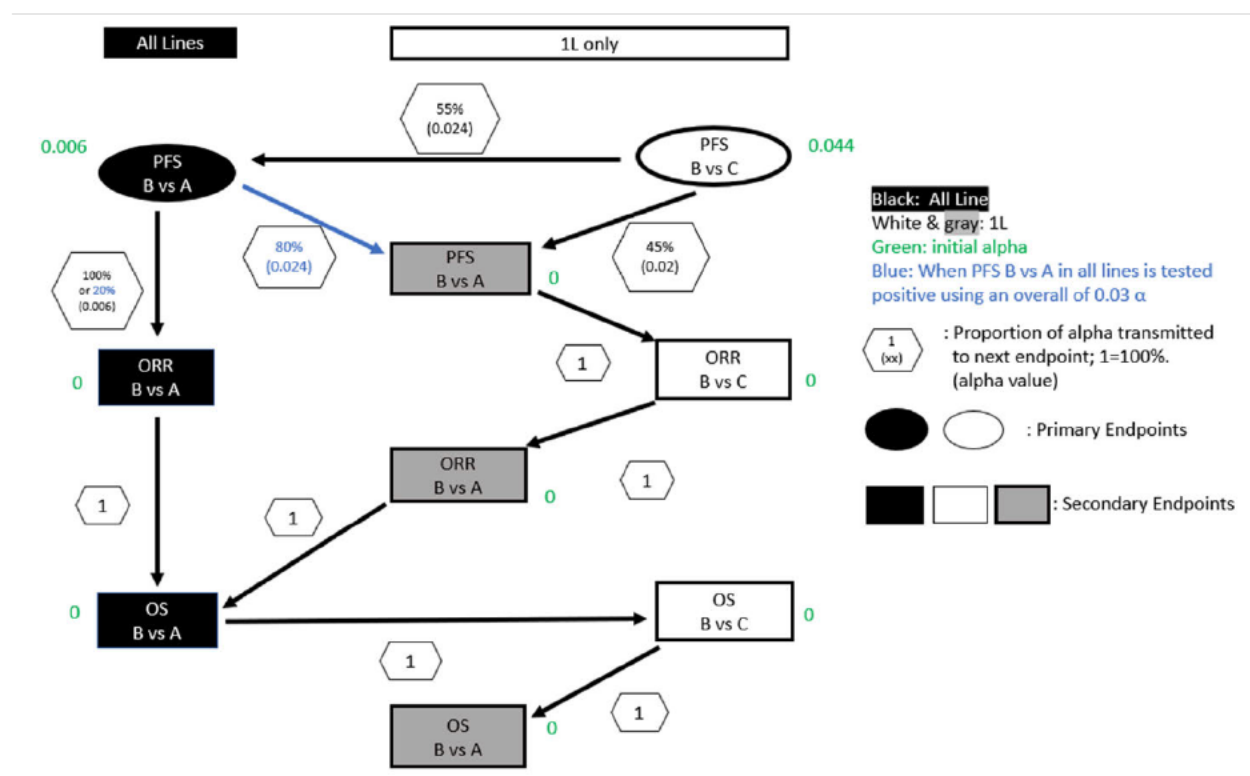 All Lines
1L only
55%
(0.024)
0.006
PFS
B vs A
PFS
B vs C
0.044
Black:  All Line
White & gray: 1L
Green: initial alpha
Blue: When PFS B vs A in all lines is tested
positive using an overall of 0.03 α
80%
(0.024)
PFS
B vs A
0
45%
(0.02)
100%
or 20%
(0.006)
1
(xx)
: Proportion of alpha transmitted
to next endpoint; 1=100%.
(alpha value)
0
ORR
B vs A
1
ORR
B vs C
0
: Primary Endpoints
ORR
B vs A
0
1
1
1
: Secondary Endpoints
0
OS
B vs A
OS
B vs C
0
1
OS
B vs A
0
1